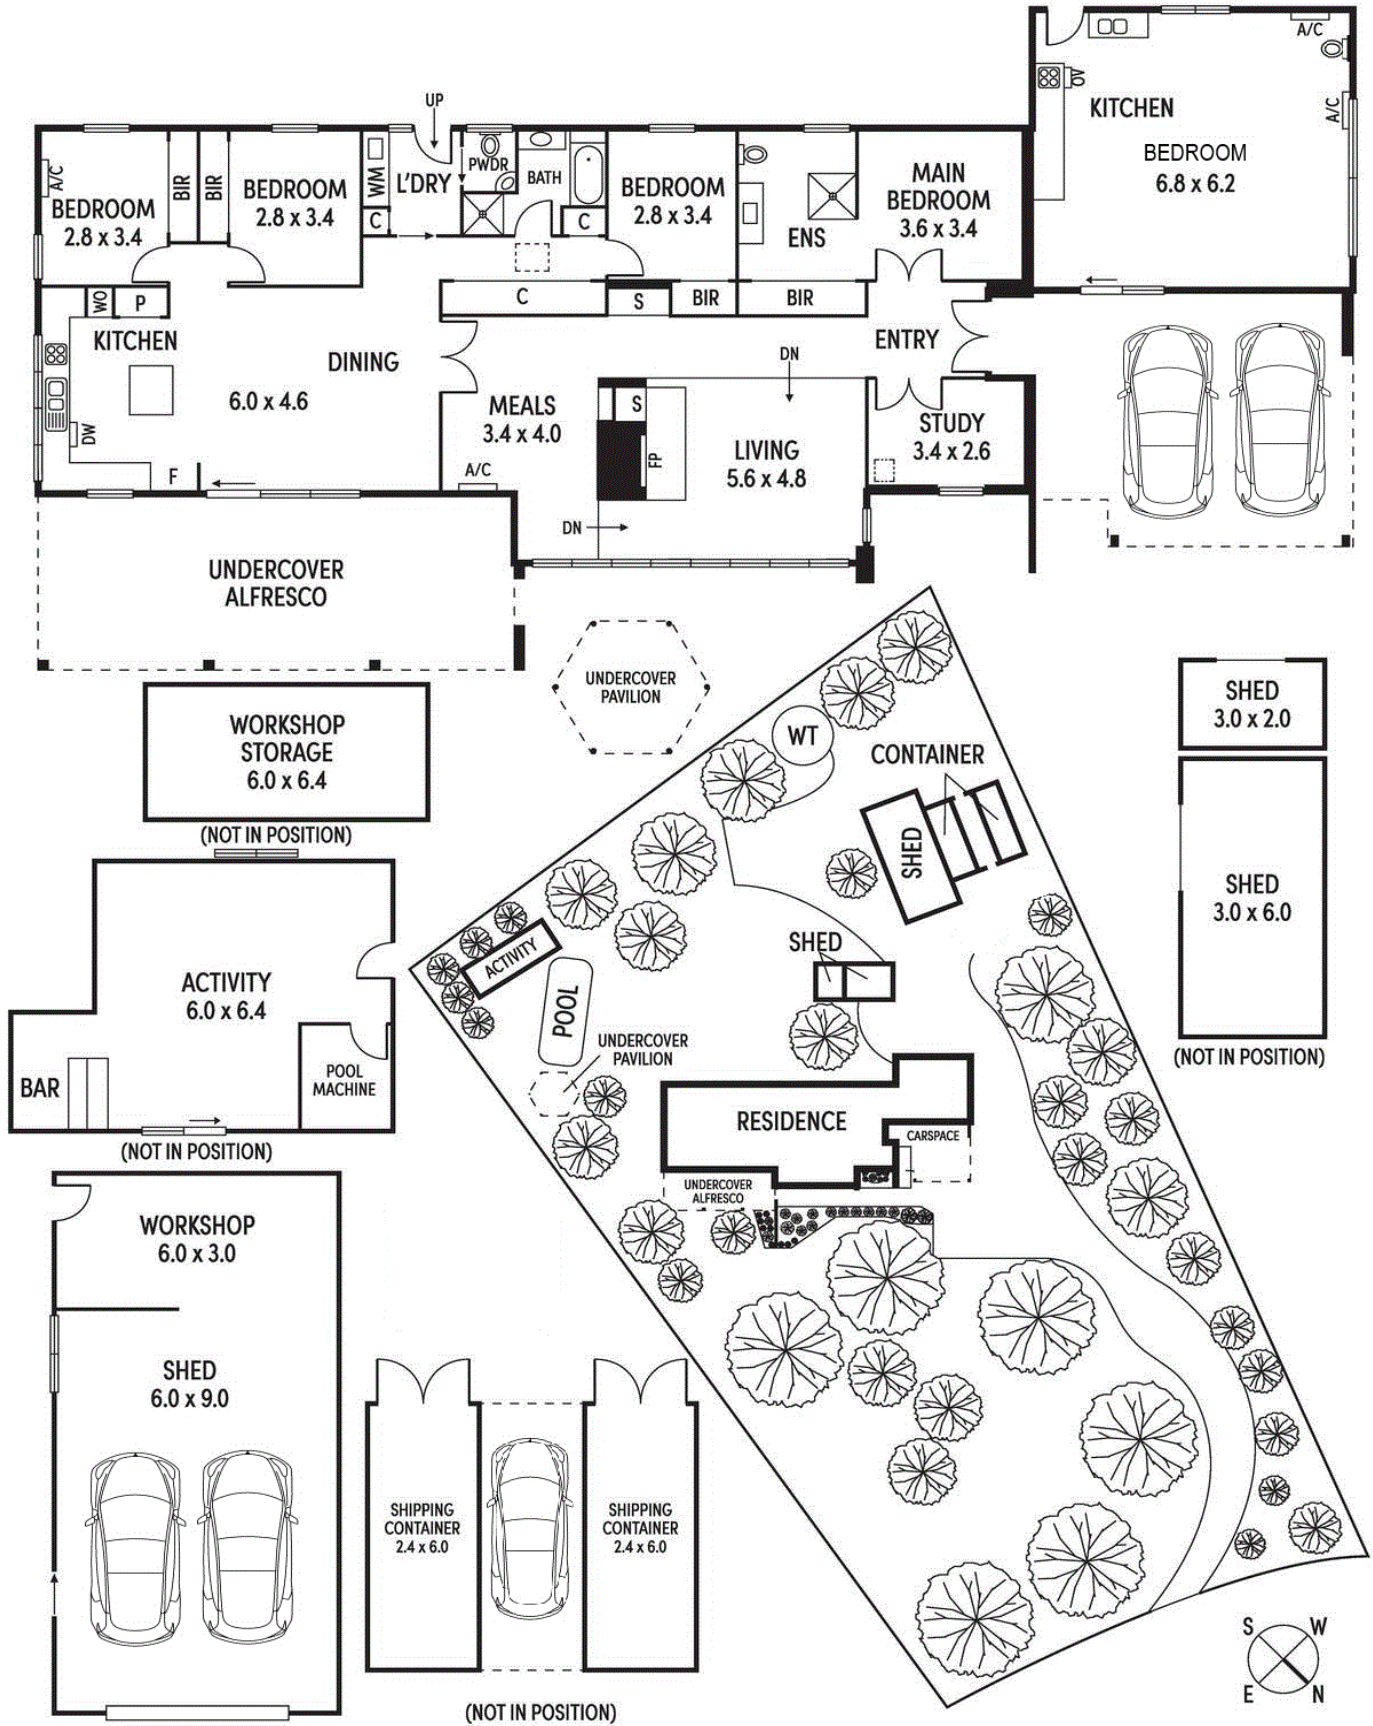 UP
A/C
BEDROOM
2.8 x 3.4
BIR
BIR
BEDROOM
2.8 x 3.4
WM
C
L'DRY
PWDR
BATH
C
BEDROOM
2.8 x 3.4
ENS
MAIN
BEDROOM
3.6 x 3.4
OV
KITCHEN
A/C
A/C
BEDROOM
6.8 x 6.2
WO
P
KITCHEN
DINING
6.0 x 4.6
DW
F
C
S
BIR
BIR
ENTRY
DN
MEALS
3.4 x 4.0
A/C
S
FP
LIVING
5.6 x 4.8
STUDY
3.4 x 2.6
DN
UNDERCOVER
ALFRESCO
UNDERCOVER
PAVILION
WORKSHOP
STORAGE
6.0 x 6.4
(NOT IN POSITION)
SHED
3.0 x 2.0
SHED
3.0 x 6.0
(NOT IN POSITION)
ACTIVITY
6.0 x 6.4
BAR
POOL
MACHINE
(NOT IN POSITION)
WT
CONTAINER
SHED
SHED
ACTIVITY
POOL
UNDERCOVER
PAVILION
RESIDENCE
CARSPACE
UNDERCOVER
ALFRESCO
WORKSHOP
6.0 x 3.0
SHED
6.0 x 9.0
SHIPPING
CONTAINER
2.4 x 6.0
SHIPPING
CONTAINER
2.4 x 6.0
(NOT IN POSITION)
S
W
E
N